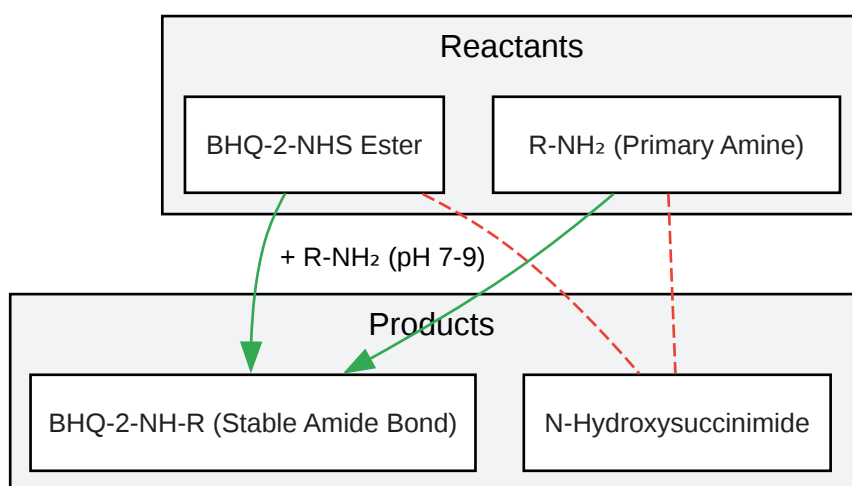 Reactants
BHQ-2-NHS Ester
R-NH₂ (Primary Amine)
+ R-NH₂ (pH 7-9)
Products
BHQ-2-NH-R (Stable Amide Bond)
N-Hydroxysuccinimide